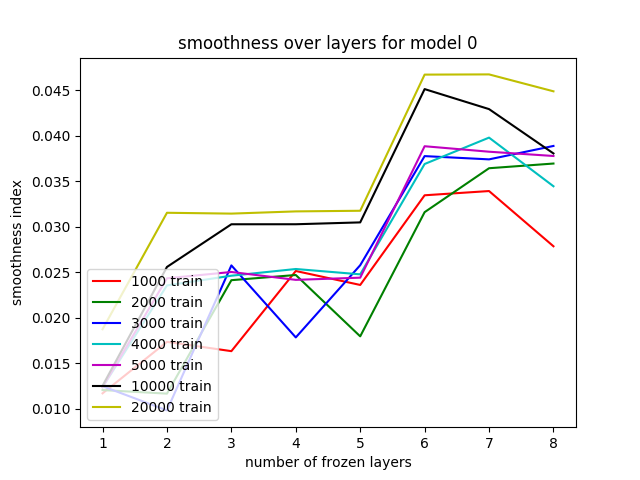 smoothness over layers for model 0
smoothness index
0.045
0.040
0.035
0.030
0.025
0.020
0.015
0.010
1000 train
2000 train
3000 train
4000 train
5000 train
10000 train
20000 train
1 2 3 4 5 6 7 8
number of frozen layers